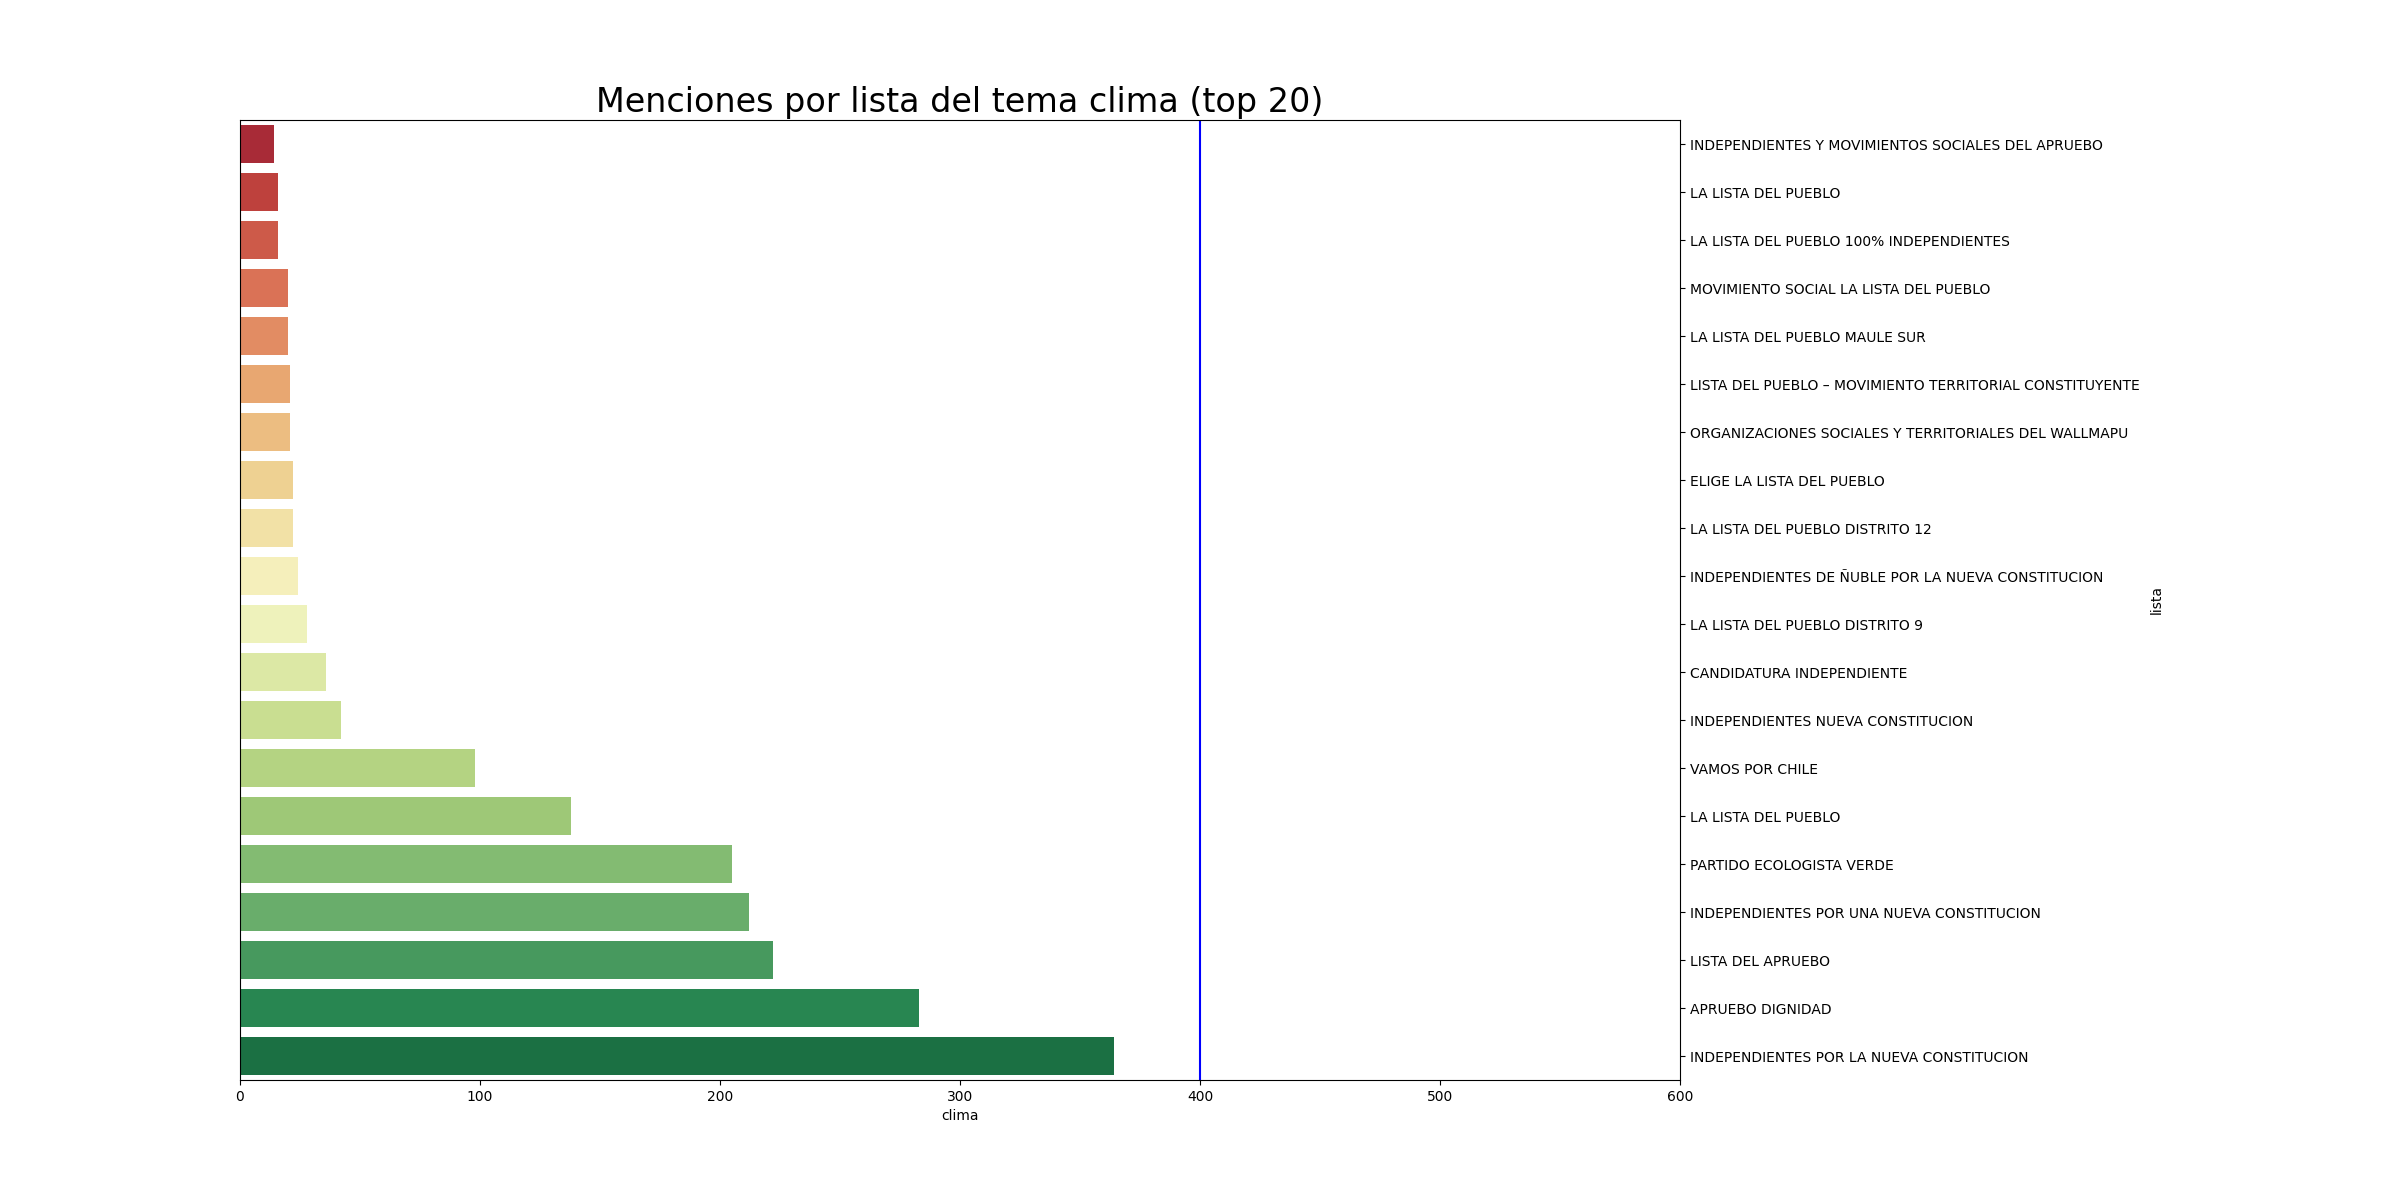 Menciones por lista del tema clima (top 20)
INDEPENDIENTES Y MOVIMIENTOS SOCIALES DEL APRUEBO
LA LISTA DEL PUEBLO
LA LISTA DEL PUEBLO 100% INDEPENDIENTES
MOVIMIENTO SOCIAL LA LISTA DEL PUEBLO
LA LISTA DEL PUEBLO MAULE SUR
LISTA DEL PUEBLO – MOVIMIENTO TERRITORIAL CONSTITUYENTE
ORGANIZACIONES SOCIALES Y TERRITORIALES DEL WALLMAPU
ELIGE LA LISTA DEL PUEBLO
LA LISTA DEL PUEBLO DISTRITO 12
INDEPENDIENTES DE ÑUBLE POR LA NUEVA CONSTITUCION
LA LISTA DEL PUEBLO DISTRITO 9
CANDIDATURA INDEPENDIENTE
INDEPENDIENTES NUEVA CONSTITUCION
VAMOS POR CHILE
LA LISTA DEL PUEBLO
PARTIDO ECOLOGISTA VERDE
INDEPENDIENTES POR UNA NUEVA CONSTITUCION
LISTA DEL APRUEBO
APRUEBO DIGNIDAD
INDEPENDIENTES POR LA NUEVA CONSTITUCION
lista
0 100 200 300 400 500 600
clima